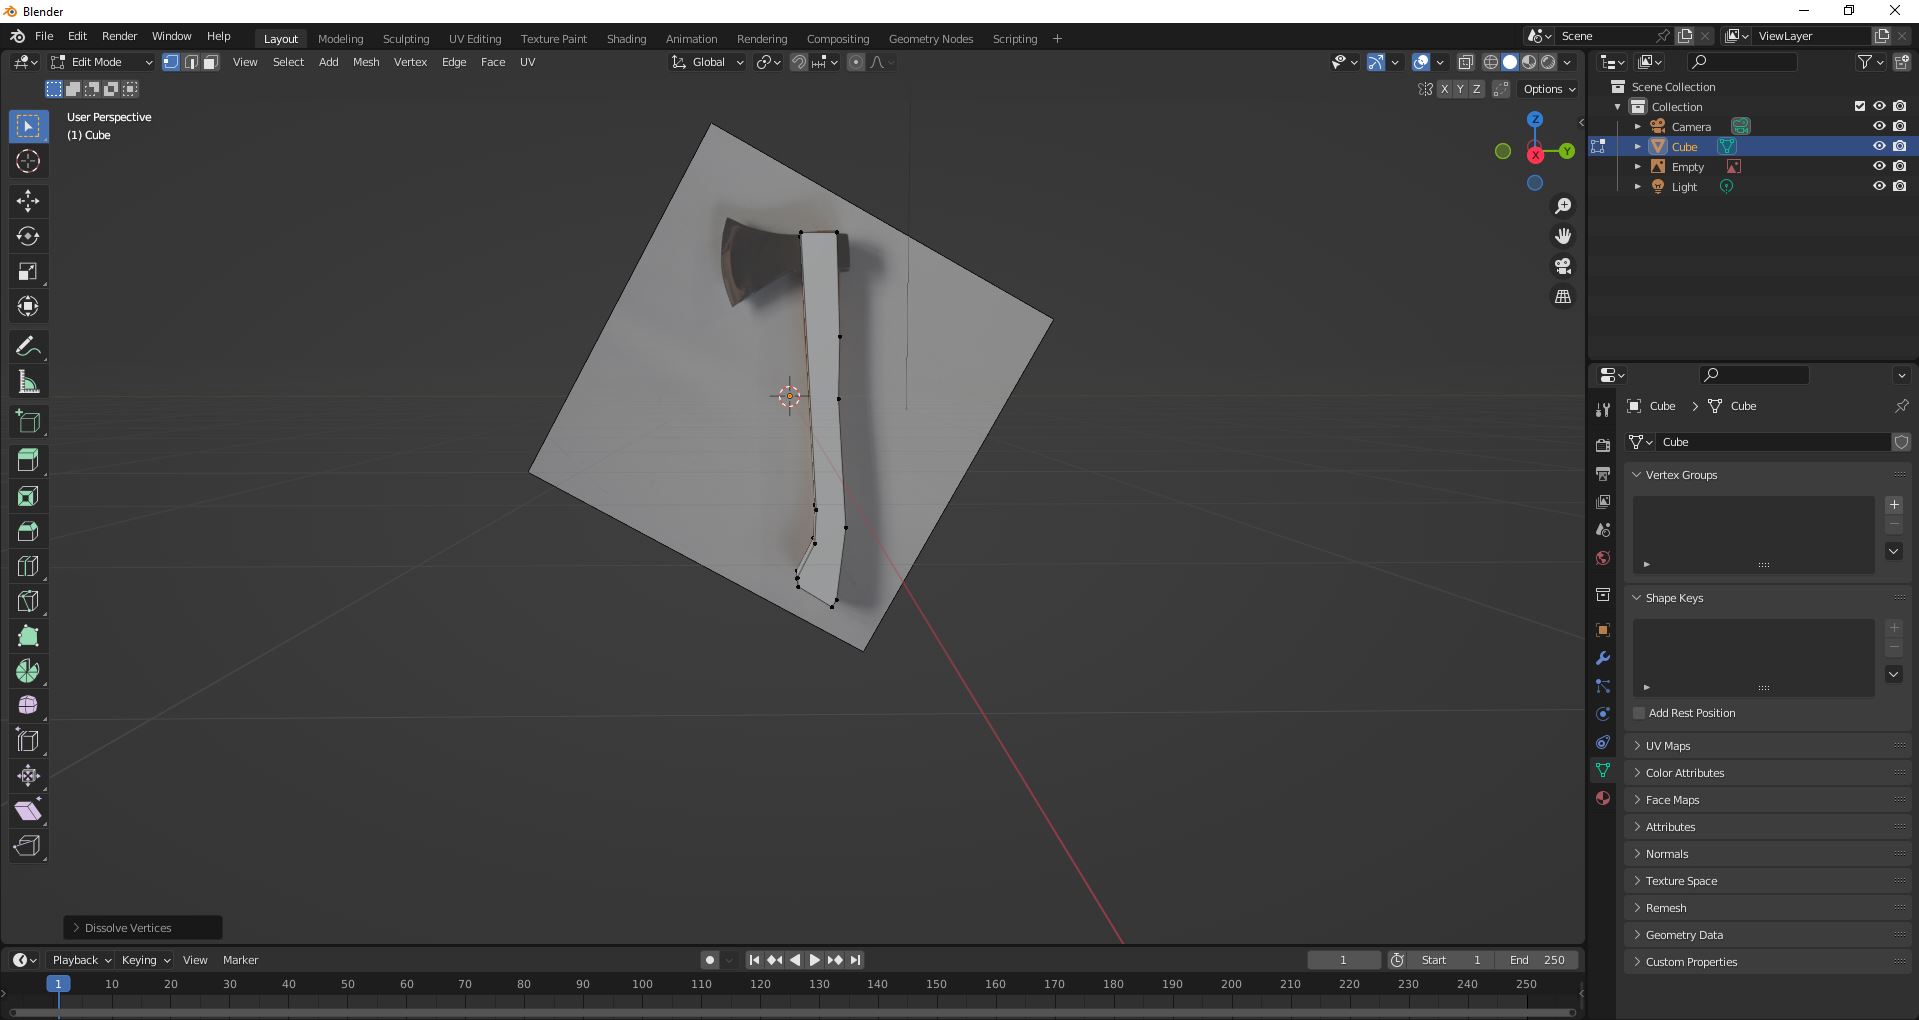 Blender
File Edit Render Window Help Layout Modeling Sculpting UV Editing Texture Paint Shading Animation Rendering Compositing Geometry Nodes Scripting + Scene ViewLayer
Edit Mode View Select Add Mesh Vertex Edge Face UV Global
X Y Z Options
User Perspective
(1) Cube
Z
Y
X
Scene Collection
Collection
Camera
Cube
Empty
Light
Cube > Cube
Cube
Vertex Groups
Shape Keys
Add Rest Position
UV Maps
Color Attributes
Face Maps
Attributes
Normals
Texture Space
Remesh
Geometry Data
Custom Properties
Dissolve Vertices
Playback Keying View Marker 1 Start 1 End 250
1 10 20 30 40 50 60 70 80 90 100 110 120 130 140 150 160 170 180 190 200 210 220 230 240 250